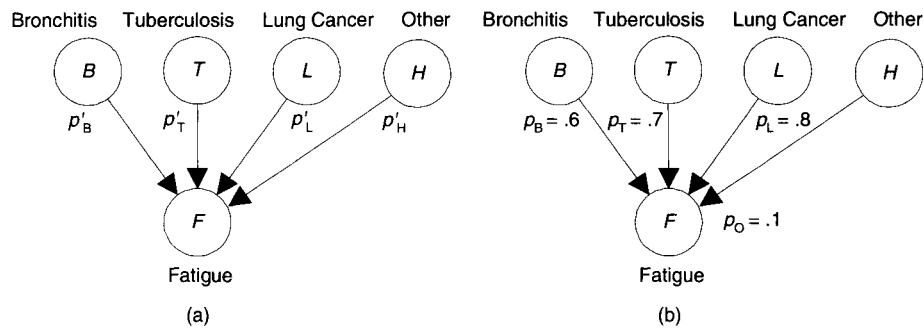 Bronchitis Tuberculosis Lung Cancer Other
B T L H
p′B p′T p′L p′H
F
Fatigue
(a)
Bronchitis Tuberculosis Lung Cancer Other
B T L H
pB = .6 pT = .7 pL = .8
F pO = .1
Fatigue
(b)